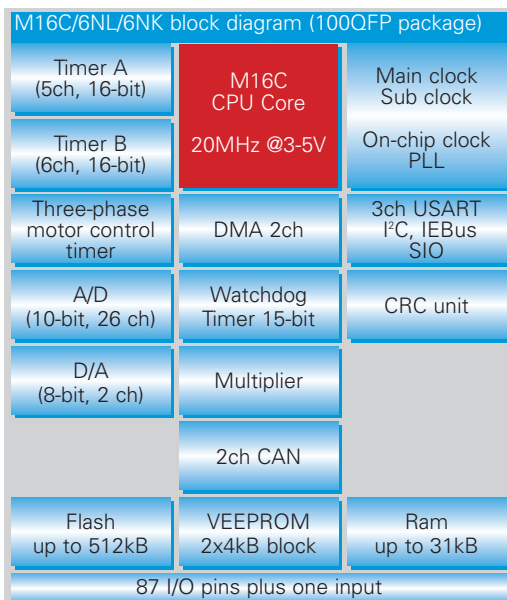 M16C/6NL/6NK block diagram (100QFP package)
Timer A
(5ch, 16-bit)
M16C
CPU Core
20MHz @3-5V
Main clock
Sub clock
On-chip clock
PLL
Timer B
(6ch, 16-bit)
Three-phase
motor control
timer
DMA 2ch
3ch USART
I²C, IEBus
SIO
A/D
(10-bit, 26 ch)
Watchdog
Timer 15-bit
CRC unit
D/A
(8-bit, 2 ch)
Multiplier
2ch CAN
Flash
up to 512kB
VEEPROM
2x4kB block
Ram
up to 31kB
87 I/O pins plus one input